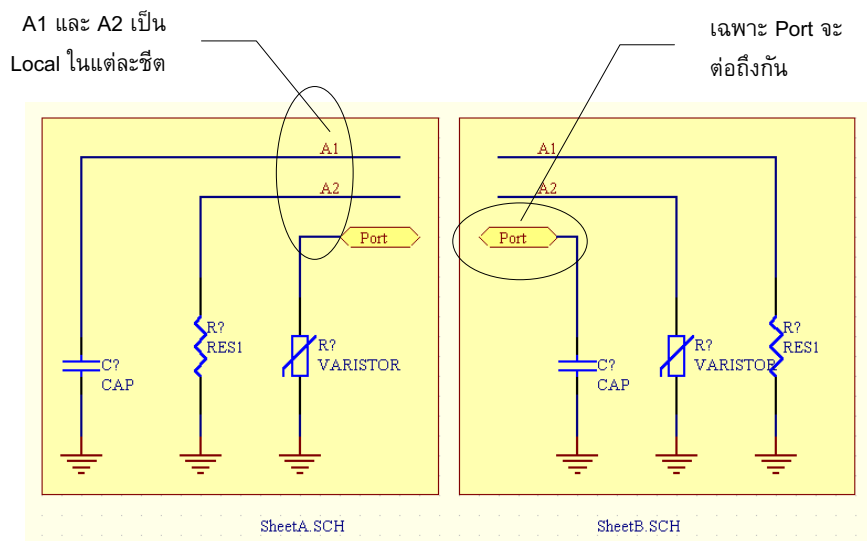 A1 และ A2 เป็น
Local ในแต่ละชีต
เฉพาะ Port จะ
ต่อถึงกัน
A1
A2
Port
R?
RES1
R?
VARISTOR
C?
CAP
A1
A2
Port
R?
RES1
R?
VARISTOR
C?
CAP
SheetA.SCH
SheetB.SCH